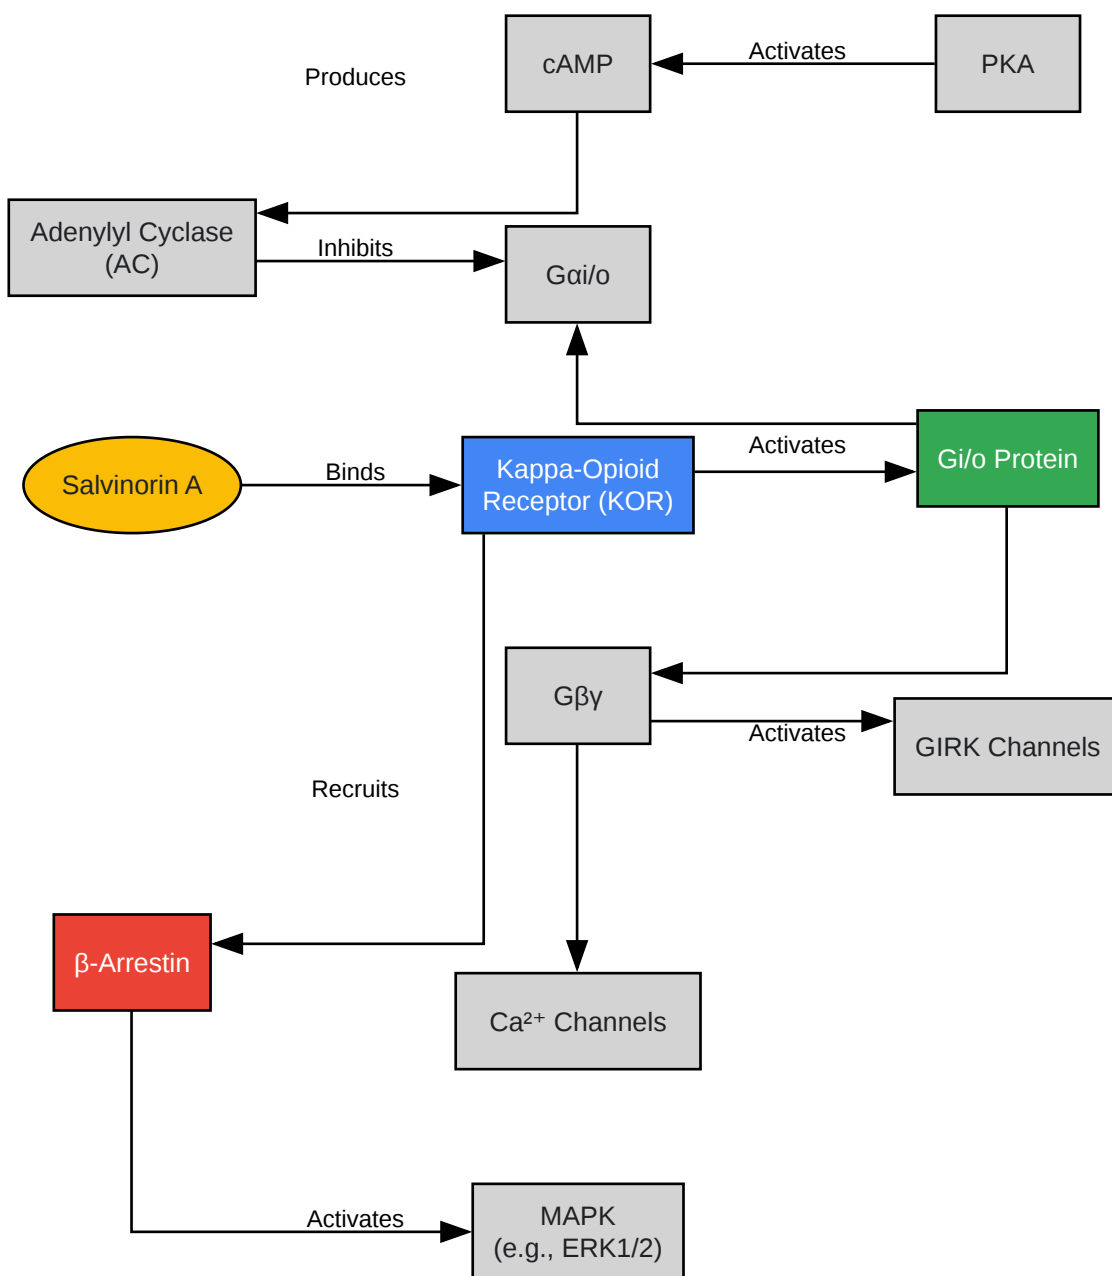 cAMP
Activates
PKA
Produces
Adenylyl Cyclase
(AC)
Inhibits
Gαi/o
Salvinorin A
Binds
Kappa-Opioid
Receptor (KOR)
Activates
Gi/o Protein
Gβγ
Activates
GIRK Channels
Recruits
β-Arrestin
Ca²⁺ Channels
Activates
MAPK
(e.g., ERK1/2)